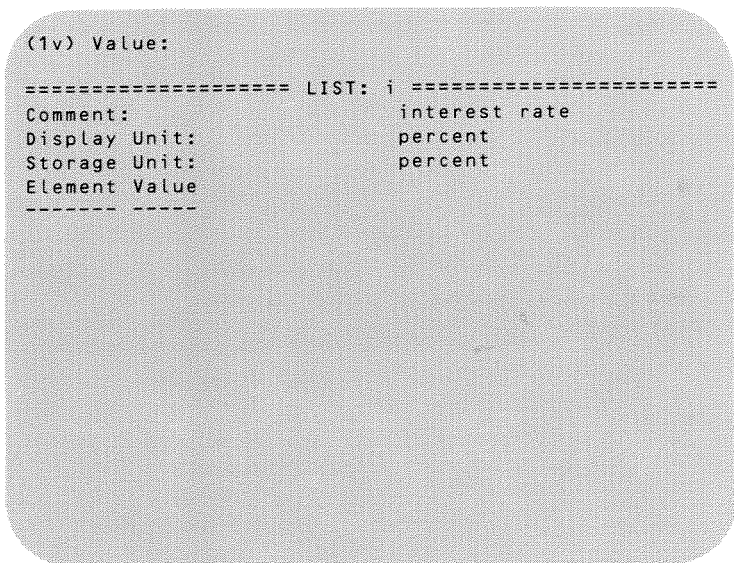 (1v) Value:
==================== LIST: i =======================
Comment: interest rate
Display Unit: percent
Storage Unit: percent
Element Value
------- -----